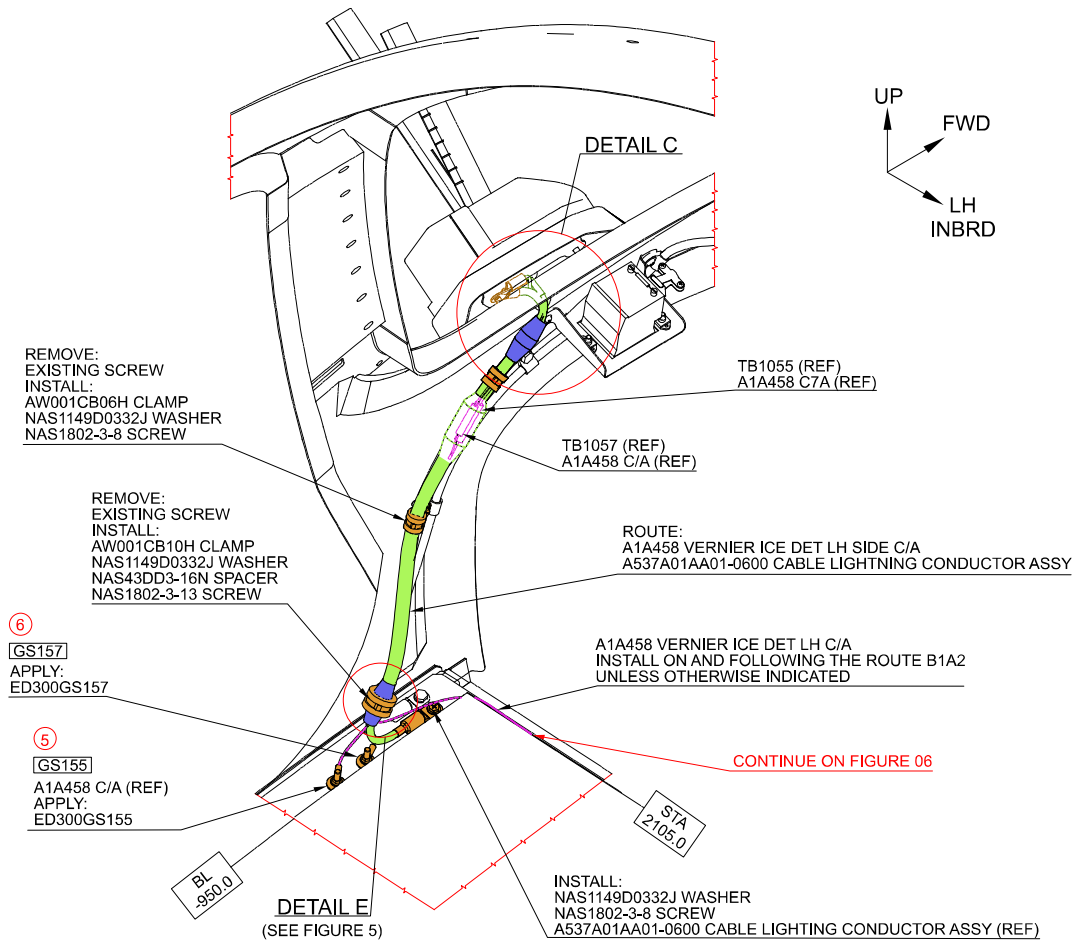 UP
FWD
LH
INBRD
DETAIL C
REMOVE:
EXISTING SCREW
INSTALL:
AW001CB06H CLAMP
NAS1149D0332J WASHER
NAS1802-3-8 SCREW
TB1055 (REF)
A1A458 C7A (REF)
TB1057 (REF)
A1A458 C/A (REF)
REMOVE:
EXISTING SCREW
INSTALL:
AW001CB10H CLAMP
NAS1149D0332J WASHER
NAS43DD3-16N SPACER
NAS1802-3-13 SCREW
ROUTE:
A1A458 VERNIER ICE DET LH SIDE C/A
A537A01AA01-0600 CABLE LIGHTNING CONDUCTOR ASSY
6
GS157
APPLY:
ED300GS157
A1A458 VERNIER ICE DET LH C/A
INSTALL ON AND FOLLOWING THE ROUTE B1A2
UNLESS OTHERWISE INDICATED
5
GS155
A1A458 C/A (REF)
APPLY:
ED300GS155
CONTINUE ON FIGURE 06
STA
2105.0
BL
-950.0
DETAIL E
(SEE FIGURE 5)
INSTALL:
NAS1149D0332J WASHER
NAS1802-3-8 SCREW
A537A01AA01-0600 CABLE LIGHTING CONDUCTOR ASSY (REF)